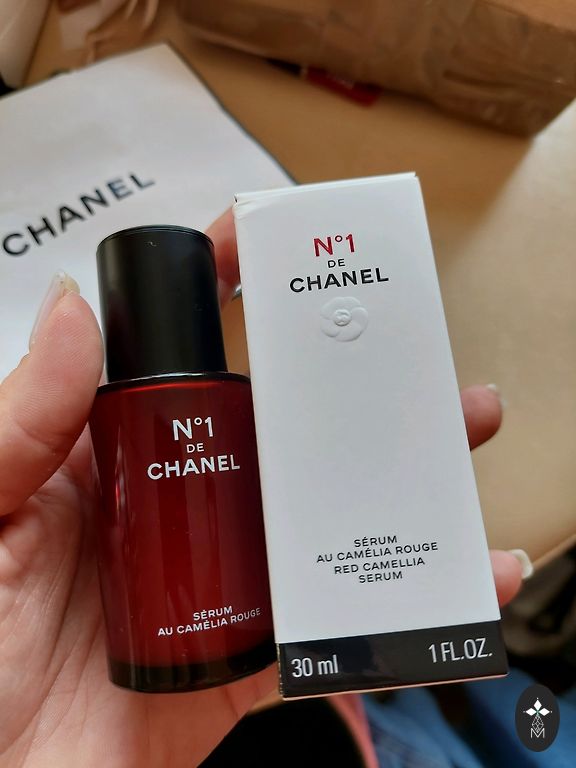 CHANEL
N°1
DE
CHANEL
SÉRUM
AU CAMÉLIA ROUGE
N°1
DE
CHANEL
SÉRUM
AU CAMÉLIA ROUGE
RED CAMELLIA
SERUM
30 ml 1 FL.OZ.
M